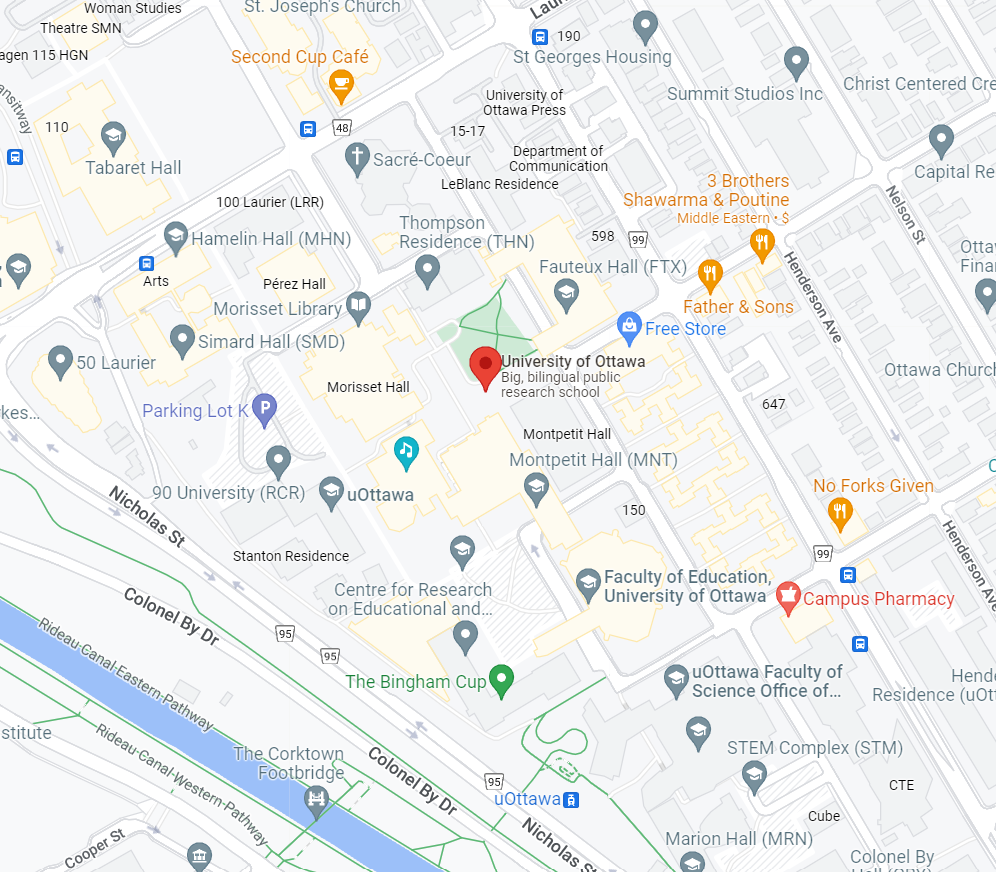 Woman Studies
St. Joseph's Church
Theatre SMN
190
St Georges Housing
115 HGN
Second Cup Café
Summit Studios Inc
Christ Centered
University of
Ottawa Press
110
48
15-17
Tabaret Hall
Sacré-Coeur
Department of
Communication
LeBlanc Residence
3 Brothers
Shawarma & Poutine
Middle Eastern • $
Capital
100 Laurier (LRR)
Nelson St
Hamelin Hall (MHN)
Thompson
Residence (THN)
598
99
Arts
Pérez Hall
Fauteux Hall (FTX)
Henderson Ave
Morisset Library
Father & Sons
Simard Hall (SMD)
Free Store
50 Laurier
University of Ottawa
Big, bilingual public
research school
Ottawa Church
Morisset Hall
Parking Lot K
P
647
Montpetit Hall
Montpetit Hall (MNT)
90 University (RCR)
uOttawa
No Forks Given
Nicholas St
150
Henderson Ave
Stanton Residence
99
Centre for Research
on Educational and...
Faculty of Education,
University of Ottawa
Campus Pharmacy
Colonel By Dr
95
95
Rideau-Canal-Eastern-Pathway
The Bingham Cup
uOttawa Faculty of
Science Office of...
Residence
Rideau-Canal-Western-Pathway
The Corktown
Footbridge
STEM Complex (STM)
Colonel By Dr
95
uOttawa
CTE
Cube
Nicholas St
Cooper St
Marion Hall (MRN)
Colonel By